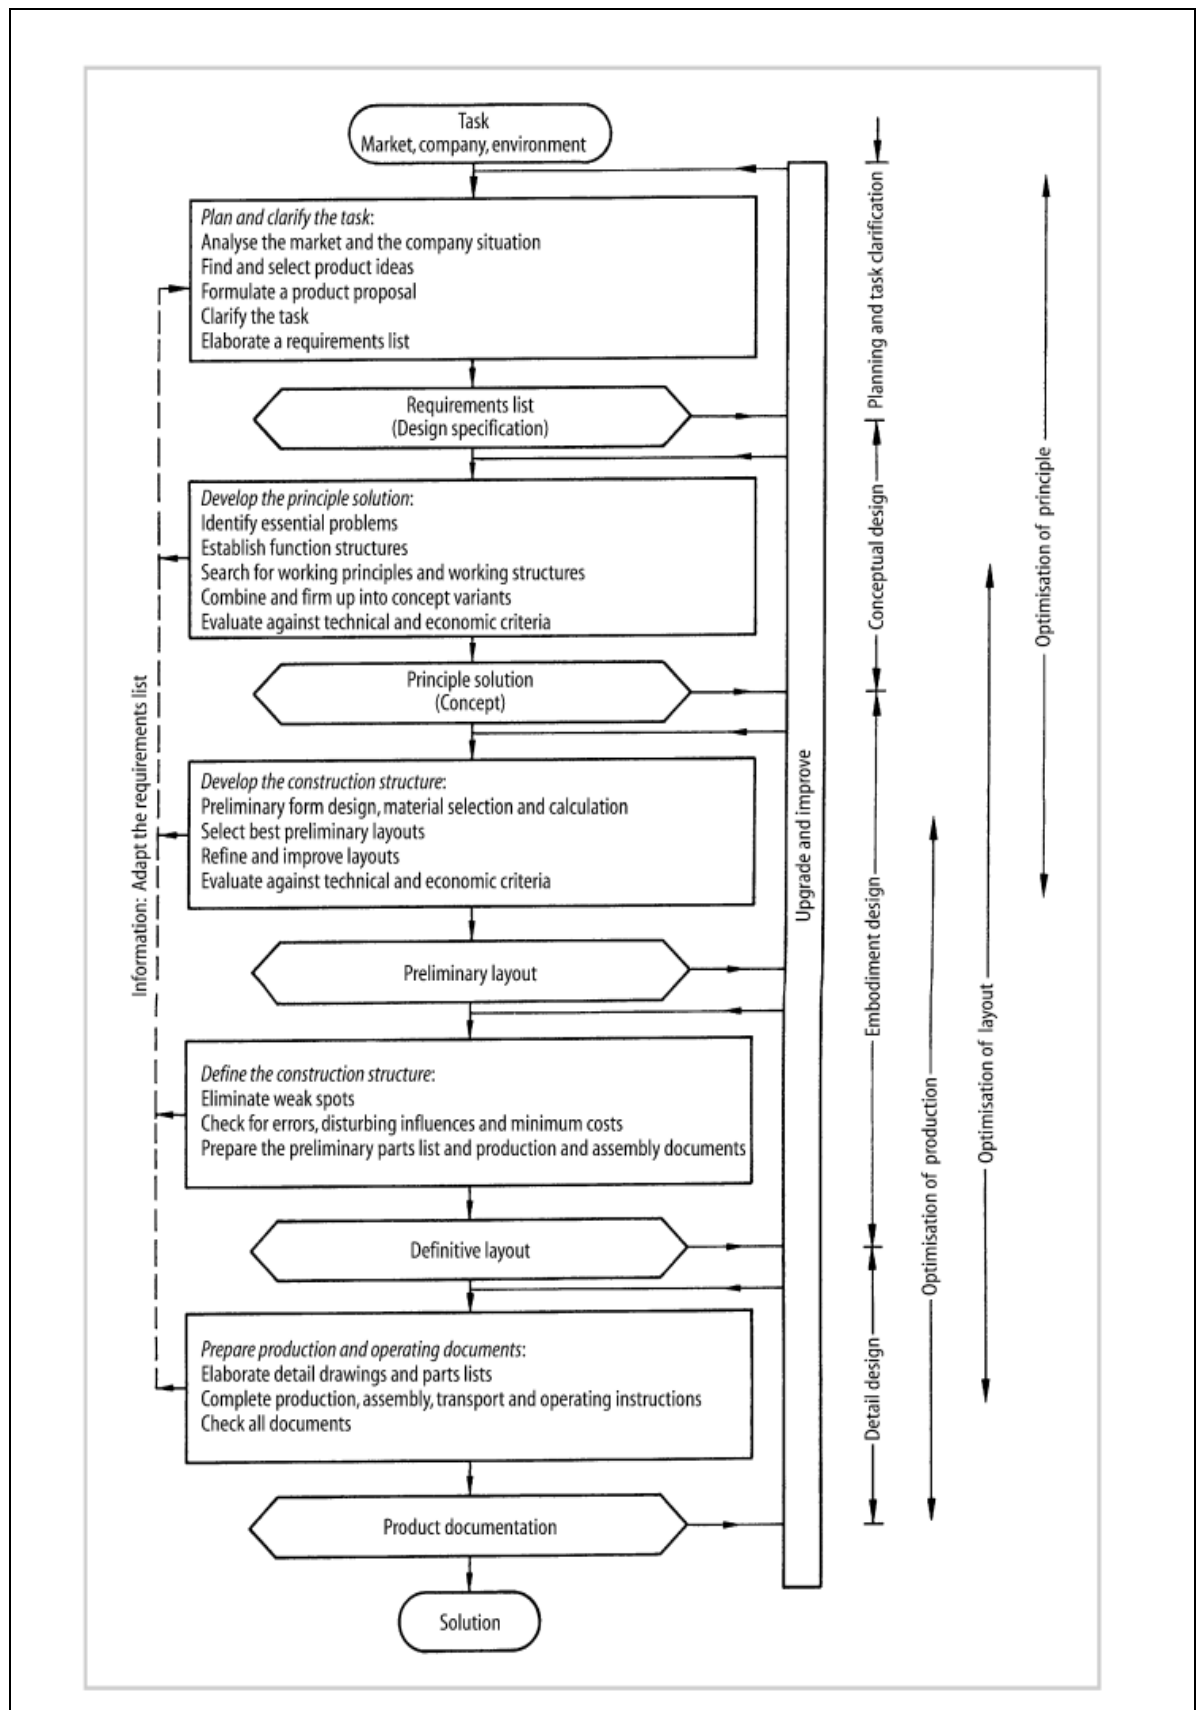 Task
Market, company, environment
Plan and clarify the task:
Analyse the market and the company situation
Find and select product ideas
Formulate a product proposal
Clarify the task
Elaborate a requirements list
Requirements list
(Design specification)
Develop the principle solution:
Identify essential problems
Establish function structures
Search for working principles and working structures
Combine and firm up into concept variants
Evaluate against technical and economic criteria
Principle solution
(Concept)
Develop the construction structure:
Preliminary form design, material selection and calculation
Select best preliminary layouts
Refine and improve layouts
Evaluate against technical and economic criteria
Preliminary layout
Define the construction structure:
Eliminate weak spots
Check for errors, disturbing influences and minimum costs
Prepare the preliminary parts list and production and assembly documents
Definitive layout
Prepare production and operating documents:
Elaborate detail drawings and parts lists
Complete production, assembly, transport and operating instructions
Check all documents
Product documentation
Solution
Information: Adapt the requirements list
Upgrade and improve
Planning and task clarification
Conceptual design
Embodiment design
Detail design
Optimisation of production
Optimisation of layout
Optimisation of principle